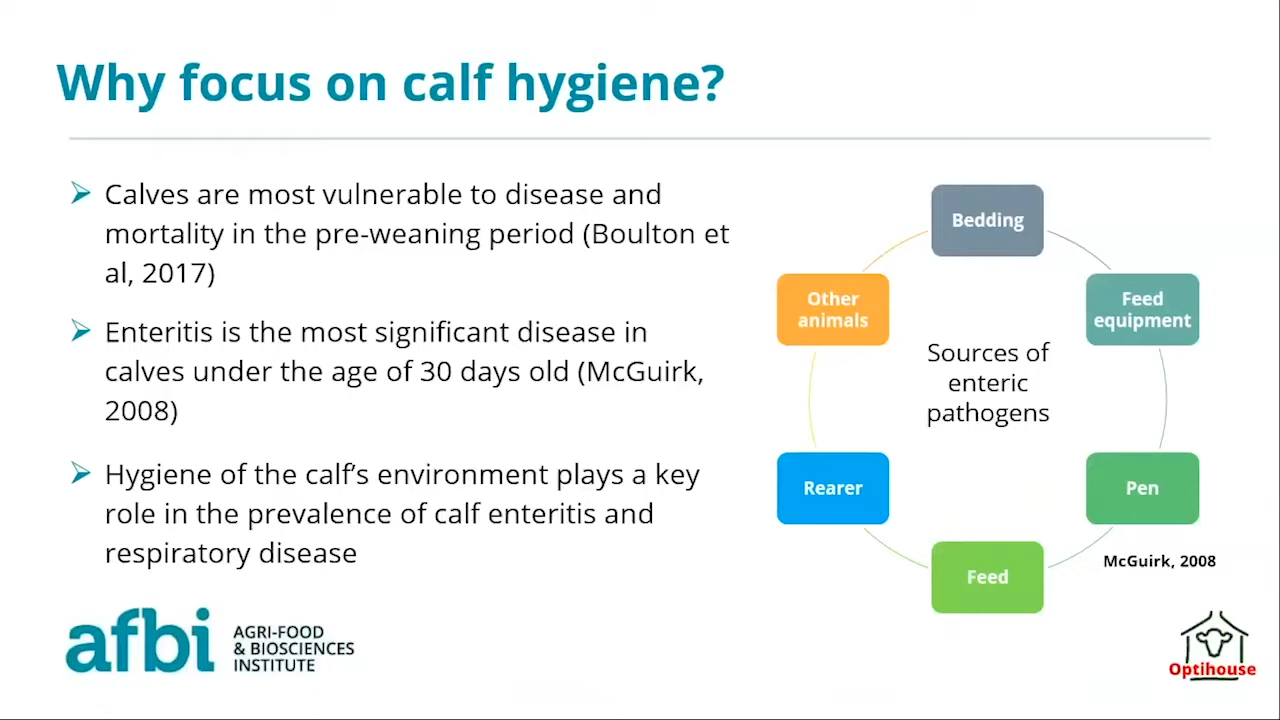 Why focus on calf hygiene?
Calves are most vulnerable to disease and
mortality in the pre-weaning period (Boulton et
al, 2017)
Enteritis is the most significant disease in
calves under the age of 30 days old (McGuirk,
2008)
Hygiene of the calf’s environment plays a key
role in the prevalence of calf enteritis and
respiratory disease
Bedding
Feed
equipment
Pen
Feed
Rearer
Other
animals
Sources of
enteric
pathogens
McGuirk, 2008
afbi
AGRI-FOOD
& BIOSCIENCES
INSTITUTE
Optihouse